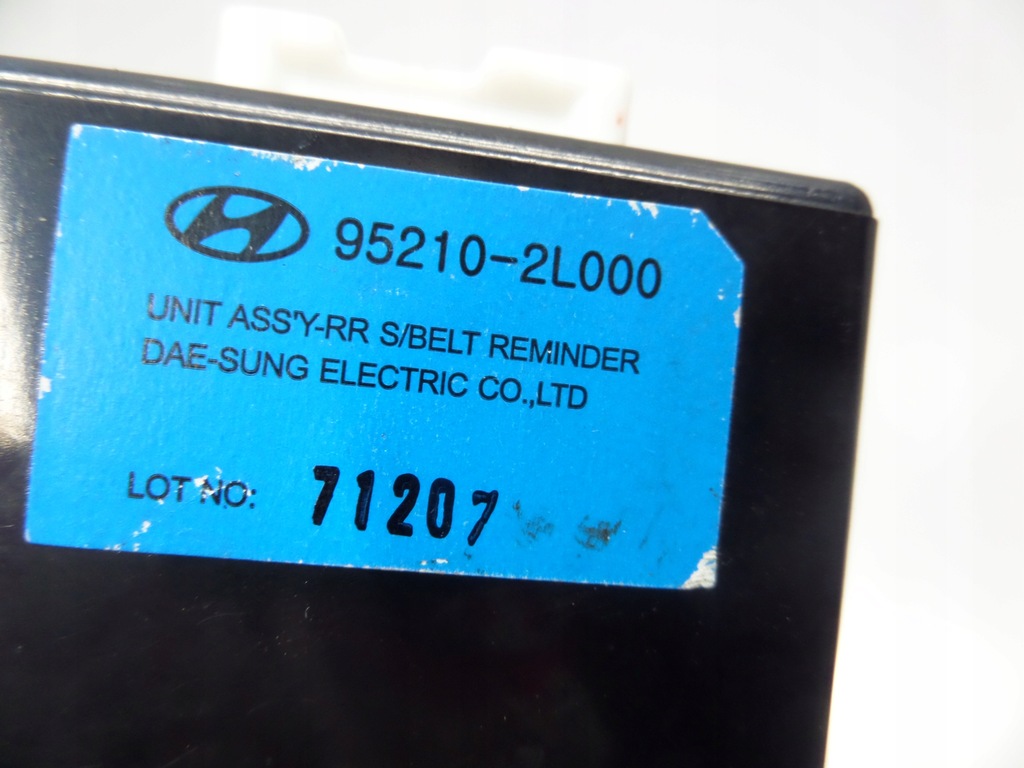 95210-2L000
UNIT ASS'Y-RR S/BELT REMINDER
DAE-SUNG ELECTRIC CO.,LTD
LOT NO: 71207